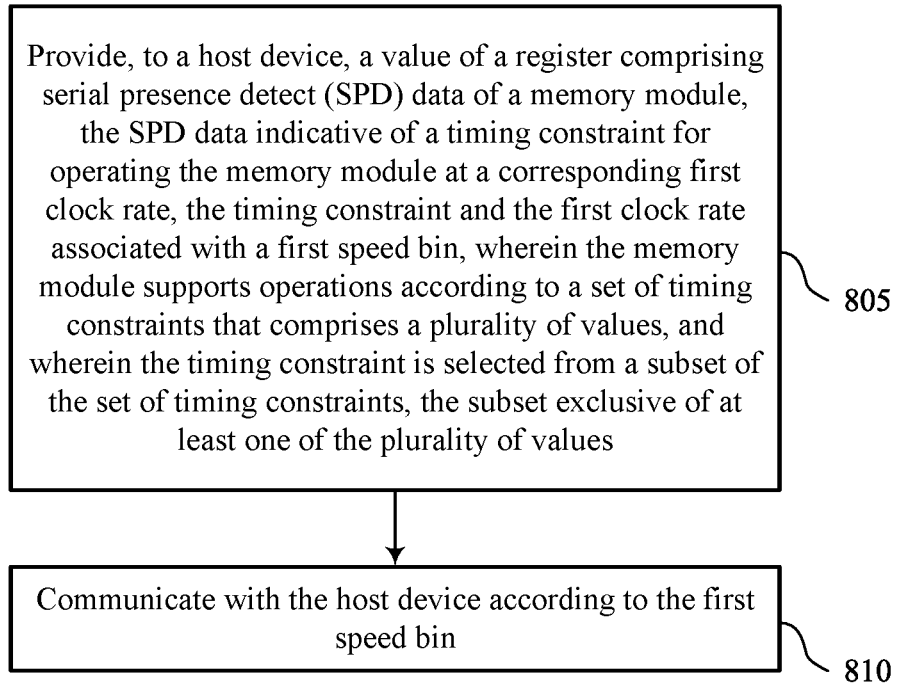 Provide, to a host device, a value of a register comprising
serial presence detect (SPD) data of a memory module,
the SPD data indicative of a timing constraint for
operating the memory module at a corresponding first
clock rate, the timing constraint and the first clock rate
associated with a first speed bin, wherein the memory
module supports operations according to a set of timing
constraints that comprises a plurality of values, and
wherein the timing constraint is selected from a subset of
the set of timing constraints, the subset exclusive of at
least one of the plurality of values
805
Communicate with the host device according to the first
speed bin
810